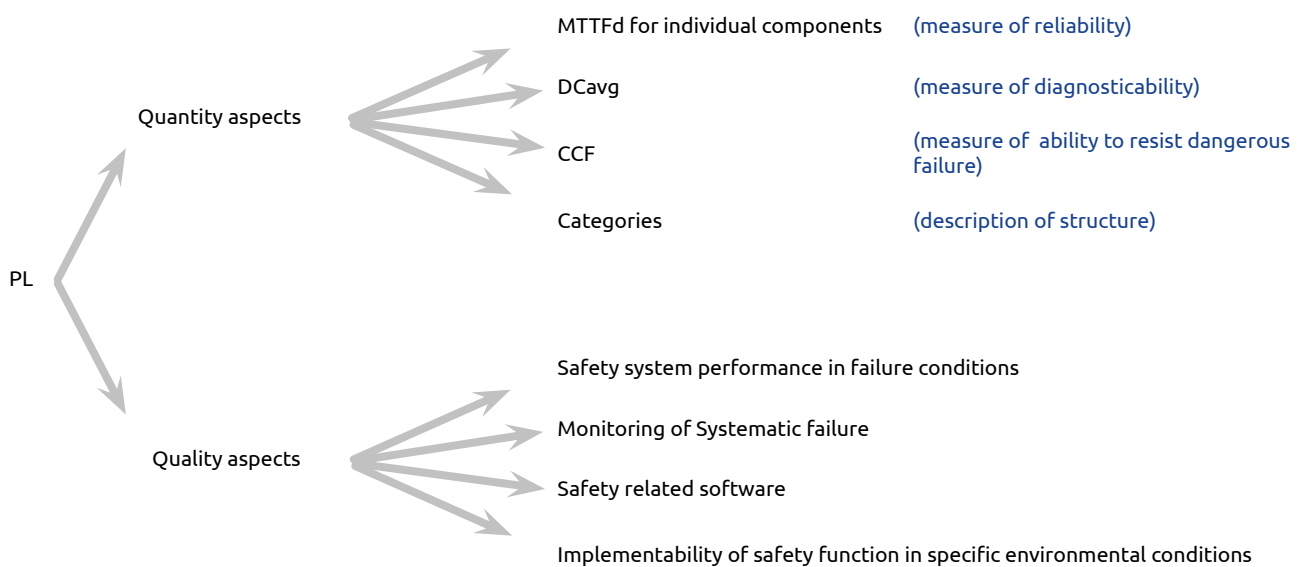 MTTFd for individual components (measure of reliability)
DCavg (measure of diagnosticability)
Quantity aspects
CCF (measure of  ability to resist dangerous
failure)
Categories (description of structure)
PL
Safety system performance in failure conditions
Monitoring of Systematic failure
Quality aspects
Safety related software
Implementability of safety function in specific environmental conditions